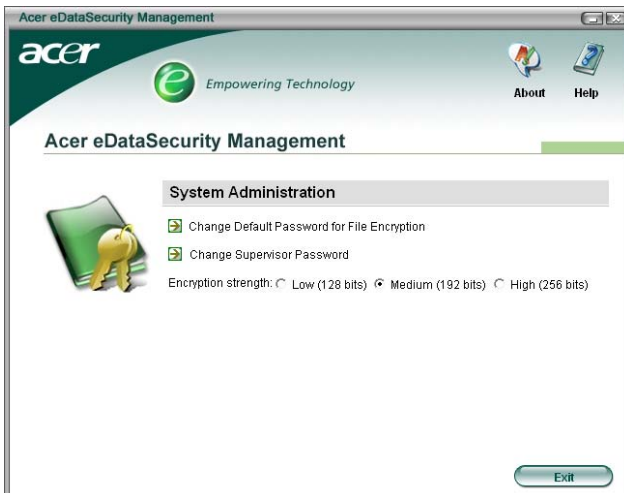 Acer eDataSecurity Management
acer
e Empowering Technology
About Help
Acer eDataSecurity Management
System Administration
Change Default Password for File Encryption
Change Supervisor Password
Encryption strength: Low (128 bits) Medium (192 bits) High (256 bits)
Exit